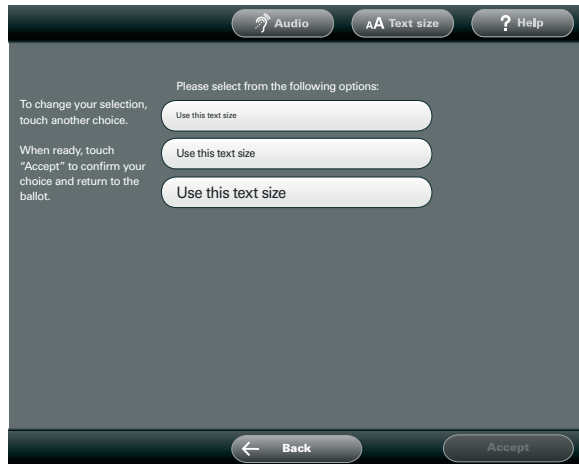 Audio
AA Text size
? Help
Please select from the following options:
To change your selection,
touch another choice.
When ready, touch
“Accept” to confirm your
choice and return to the
ballot.
Use this text size
Use this text size
Use this text size
Back
Accept